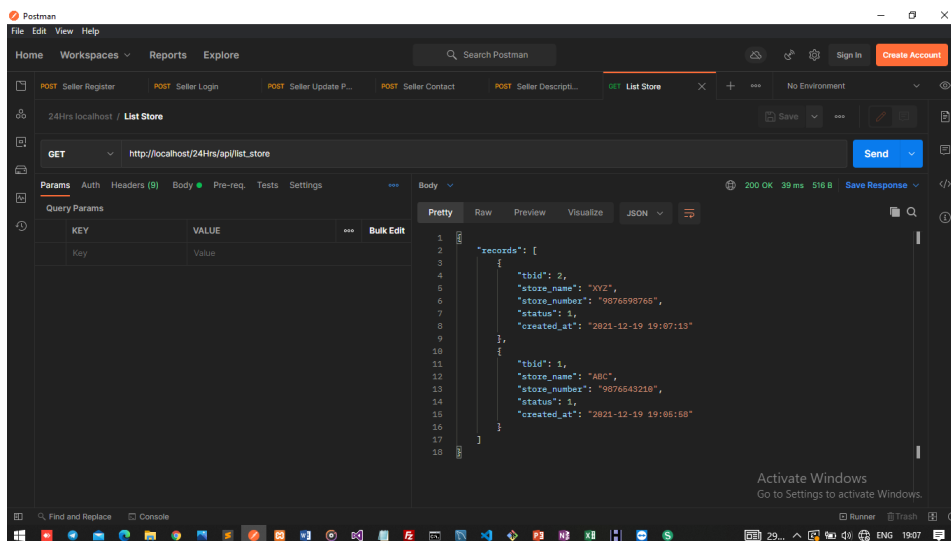 Postman
File Edit View Help
Home Workspaces Reports Explore Search Postman Sign In Create Account
POST Seller Register POST Seller Login POST Seller Update P... POST Seller Contact POST Seller Descripti... GET List Store No Environment
24Hrs localhost / List Store Save
GET http://localhost/24Hrs/api/list_store Send
Params Auth Headers (9) Body Pre-req. Tests Settings Body 200 OK 39 ms 516 B Save Response
Query Params
Pretty Raw Preview Visualize JSON
KEY VALUE Bulk Edit
Key Value
1 {
2 "records": [
3 {
4 "tbid": 2,
5 "store_name": "XYZ",
6 "store_number": "9876598765",
7 "status": 1,
8 "created_at": "2021-12-19 19:07:13"
9 },
10 {
11 "tbid": 1,
12 "store_name": "ABC",
13 "store_number": "9876543210",
14 "status": 1,
15 "created_at": "2021-12-19 19:05:58"
16 }
17 ]
18 }
Activate Windows
Go to Settings to activate Windows.
Find and Replace Console Runner Trash
29... ENG 19:07